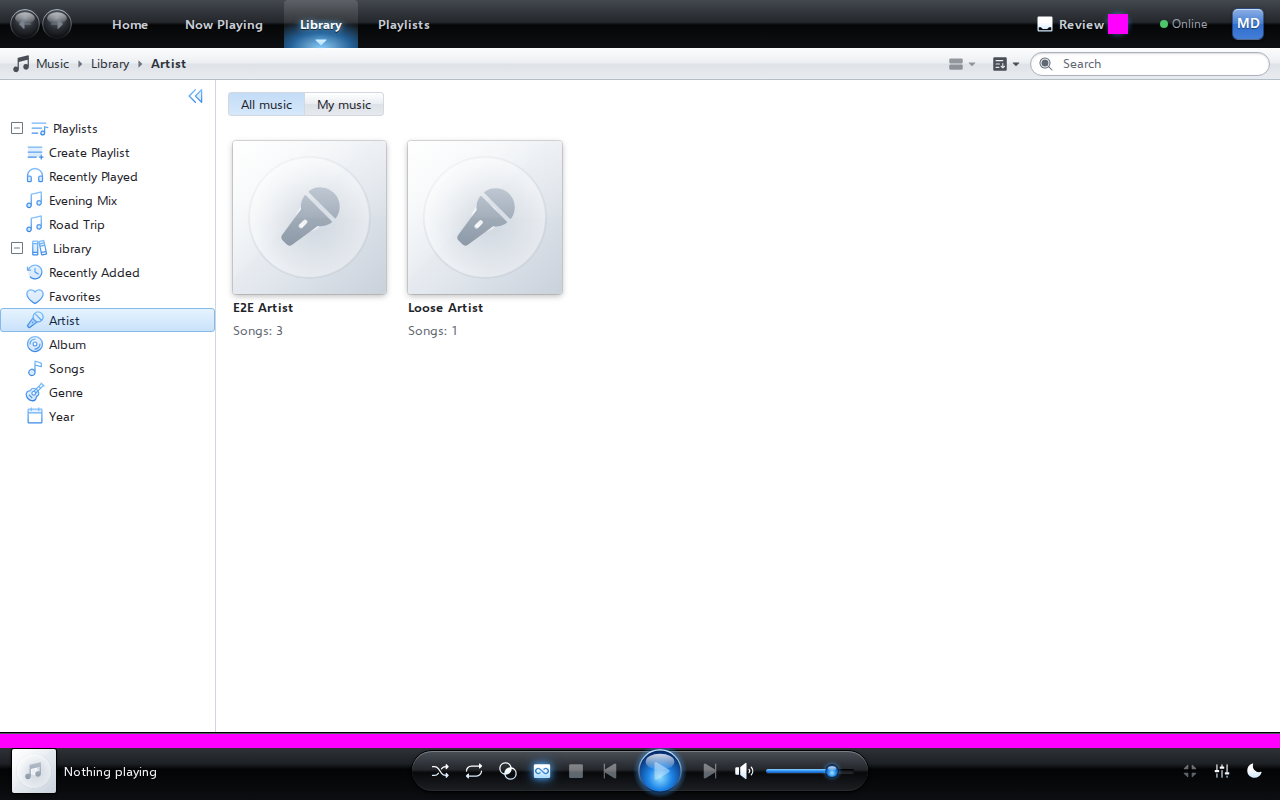 Home
Now Playing
Library
Playlists
Review
Online
MD
Music
Library
Artist
Search
All music
My music
Playlists
Create Playlist
Recently Played
Evening Mix
Road Trip
Library
Recently Added
Favorites
Artist
Album
Songs
Genre
Year
E2E Artist
Songs: 3
Loose Artist
Songs: 1
Nothing playing